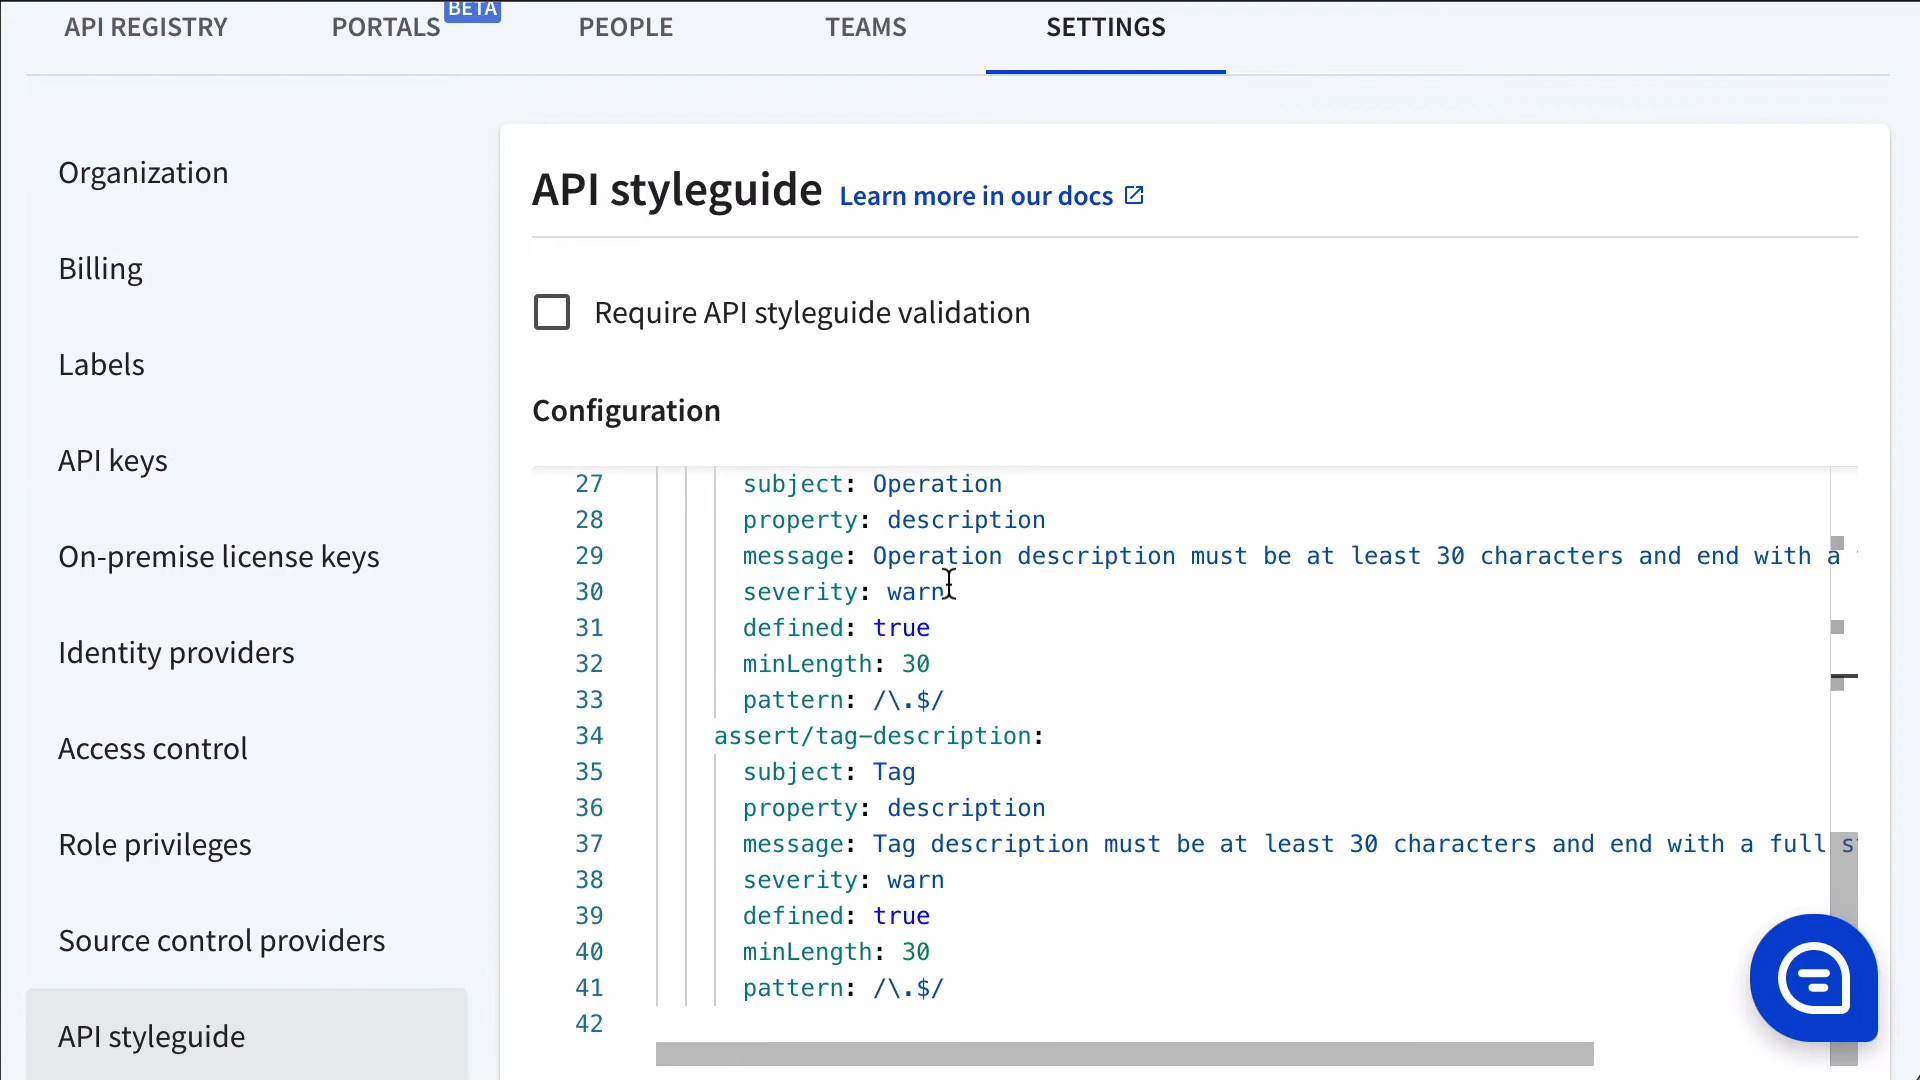 API REGISTRY
PORTALS
BETA
PEOPLE
TEAMS
SETTINGS
Organization
Billing
Labels
API keys
On-premise license keys
Identity providers
Access control
Role privileges
Source control providers
API styleguide
API styleguide Learn more in our docs
Require API styleguide validation
Configuration
27 subject: Operation
28 property: description
29 message: Operation description must be at least 30 characters and end with a
30 severity: warn
31 defined: true
32 minLength: 30
33 pattern: /\.$/
34 assert/tag-description:
35 subject: Tag
36 property: description
37 message: Tag description must be at least 30 characters and end with a full
38 severity: warn
39 defined: true
40 minLength: 30
41 pattern: /\.$/
42